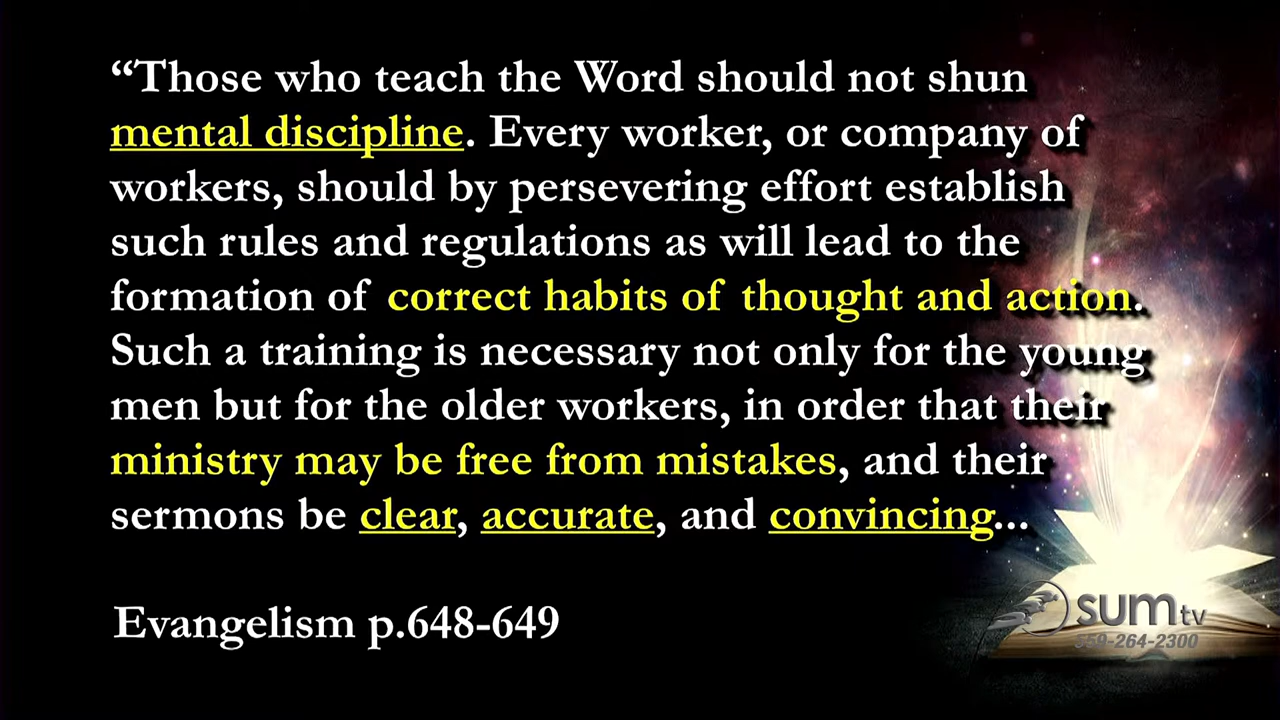 “Those who teach the Word should not shun
mental discipline. Every worker, or company of
workers, should by persevering effort establish
such rules and regulations as will lead to the
formation of correct habits of thought and action.
Such a training is necessary not only for the young
men but for the older workers, in order that their
ministry may be free from mistakes, and their
sermons be clear, accurate, and convincing...
Evangelism p.648-649
sumtv
559-264-2300